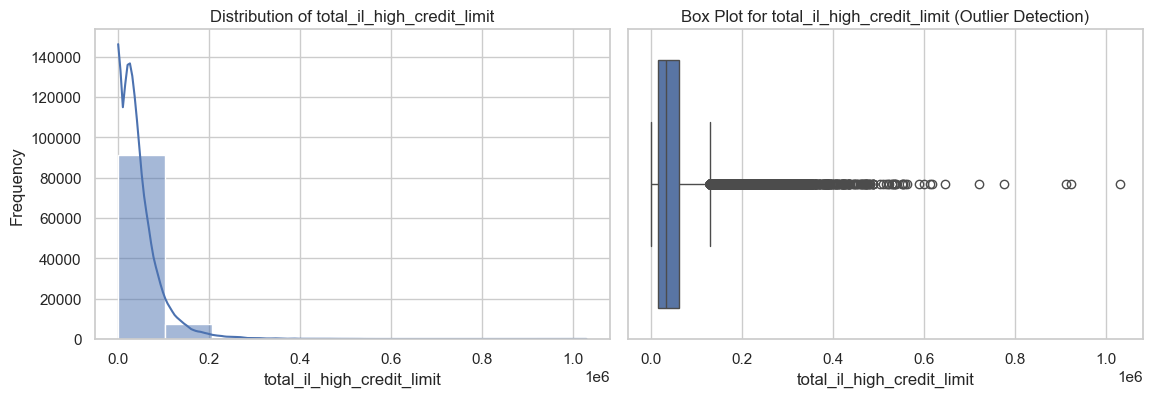 Distribution of total_il_high_credit_limit
Frequency
140000
120000
100000
80000
60000
40000
20000
0
0.0 0.2 0.4 0.6 0.8 1.0
1e6
total_il_high_credit_limit
Box Plot for total_il_high_credit_limit (Outlier Detection)
0.0 0.2 0.4 0.6 0.8 1.0
1e6
total_il_high_credit_limit